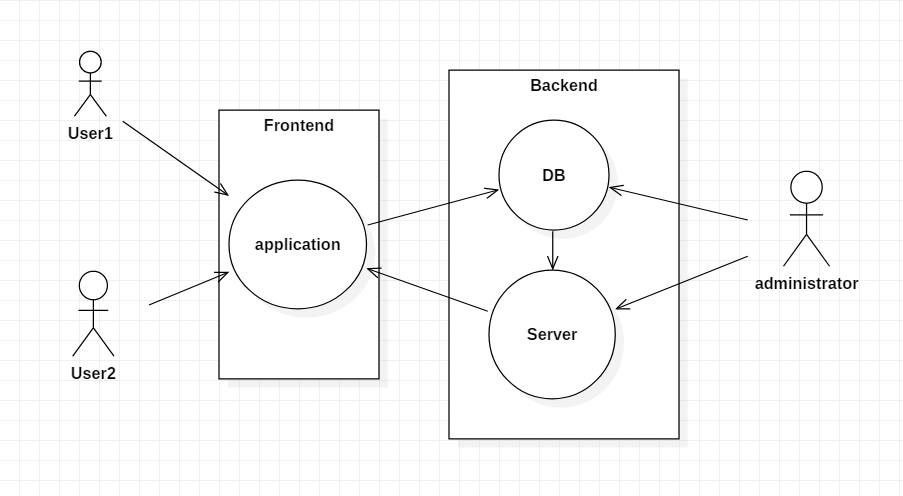 User1
User2
Frontend
application
Backend
DB
Server
administrator